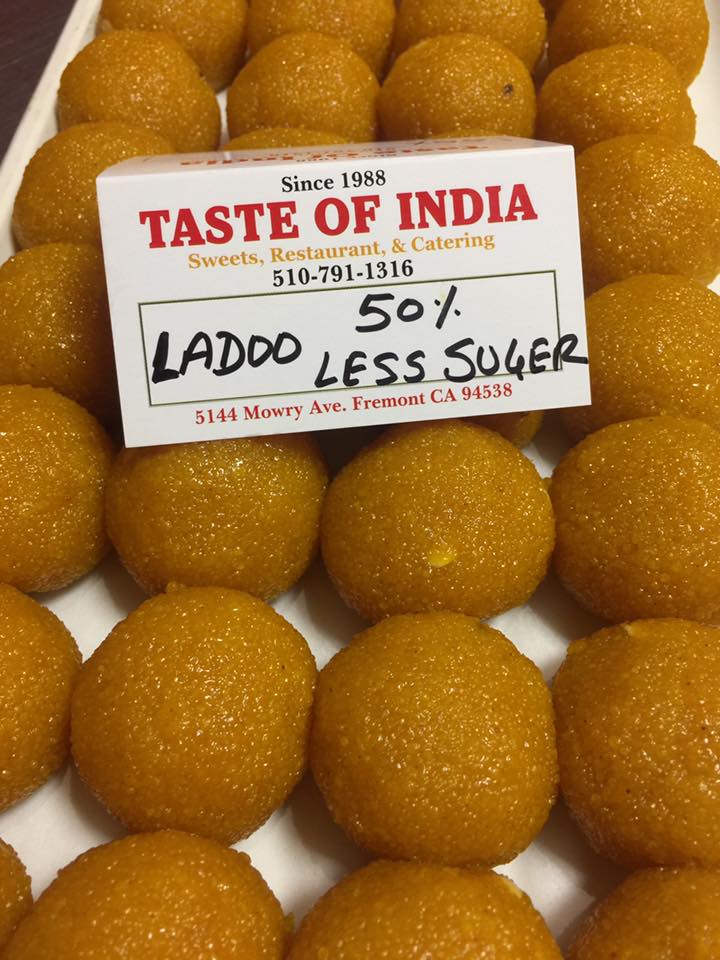 Since 1988
TASTE OF INDIA
Sweets, Restaurant, & Catering
510-791-1316
LADOO 50%
LESS SUGER
5144 Mowry Ave. Fremont CA 94538